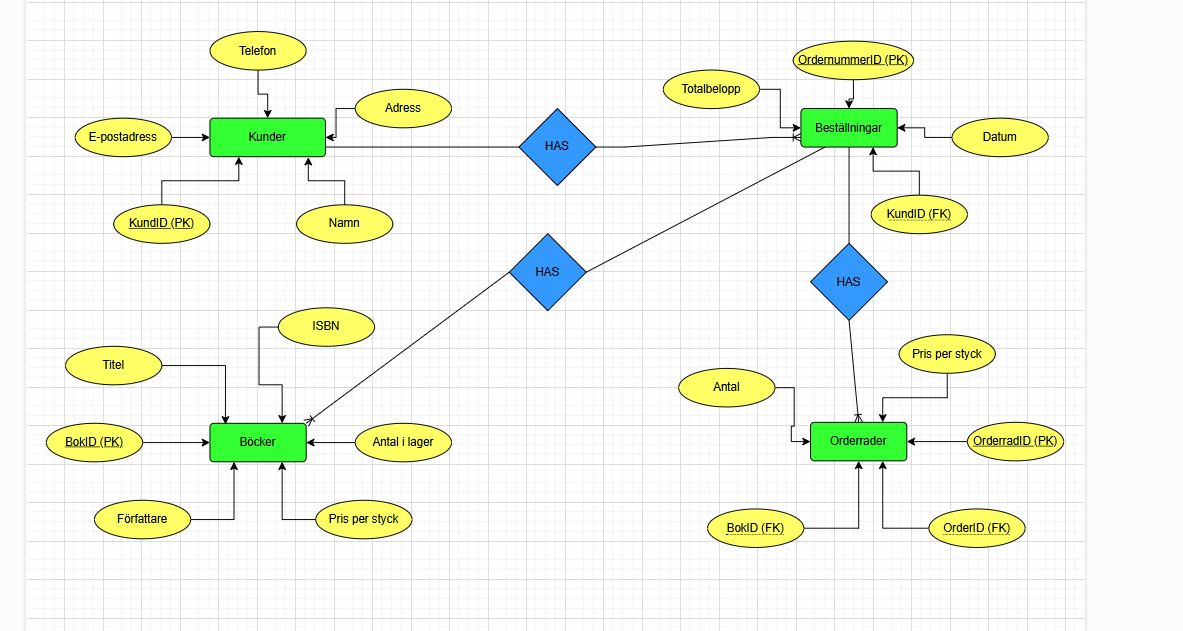 Telefon
OrdernummerID (PK)
Totalbelopp
Adress
E-postadress
Kunder
HAS
Beställningar
Datum
KundID (PK)
Namn
KundID (FK)
HAS
HAS
ISBN
Titel
Pris per styck
Antal
BokID (PK)
Böcker
Antal i lager
Orderrader
OrderradID (PK)
Författare
Pris per styck
BokID (FK)
OrderID (FK)